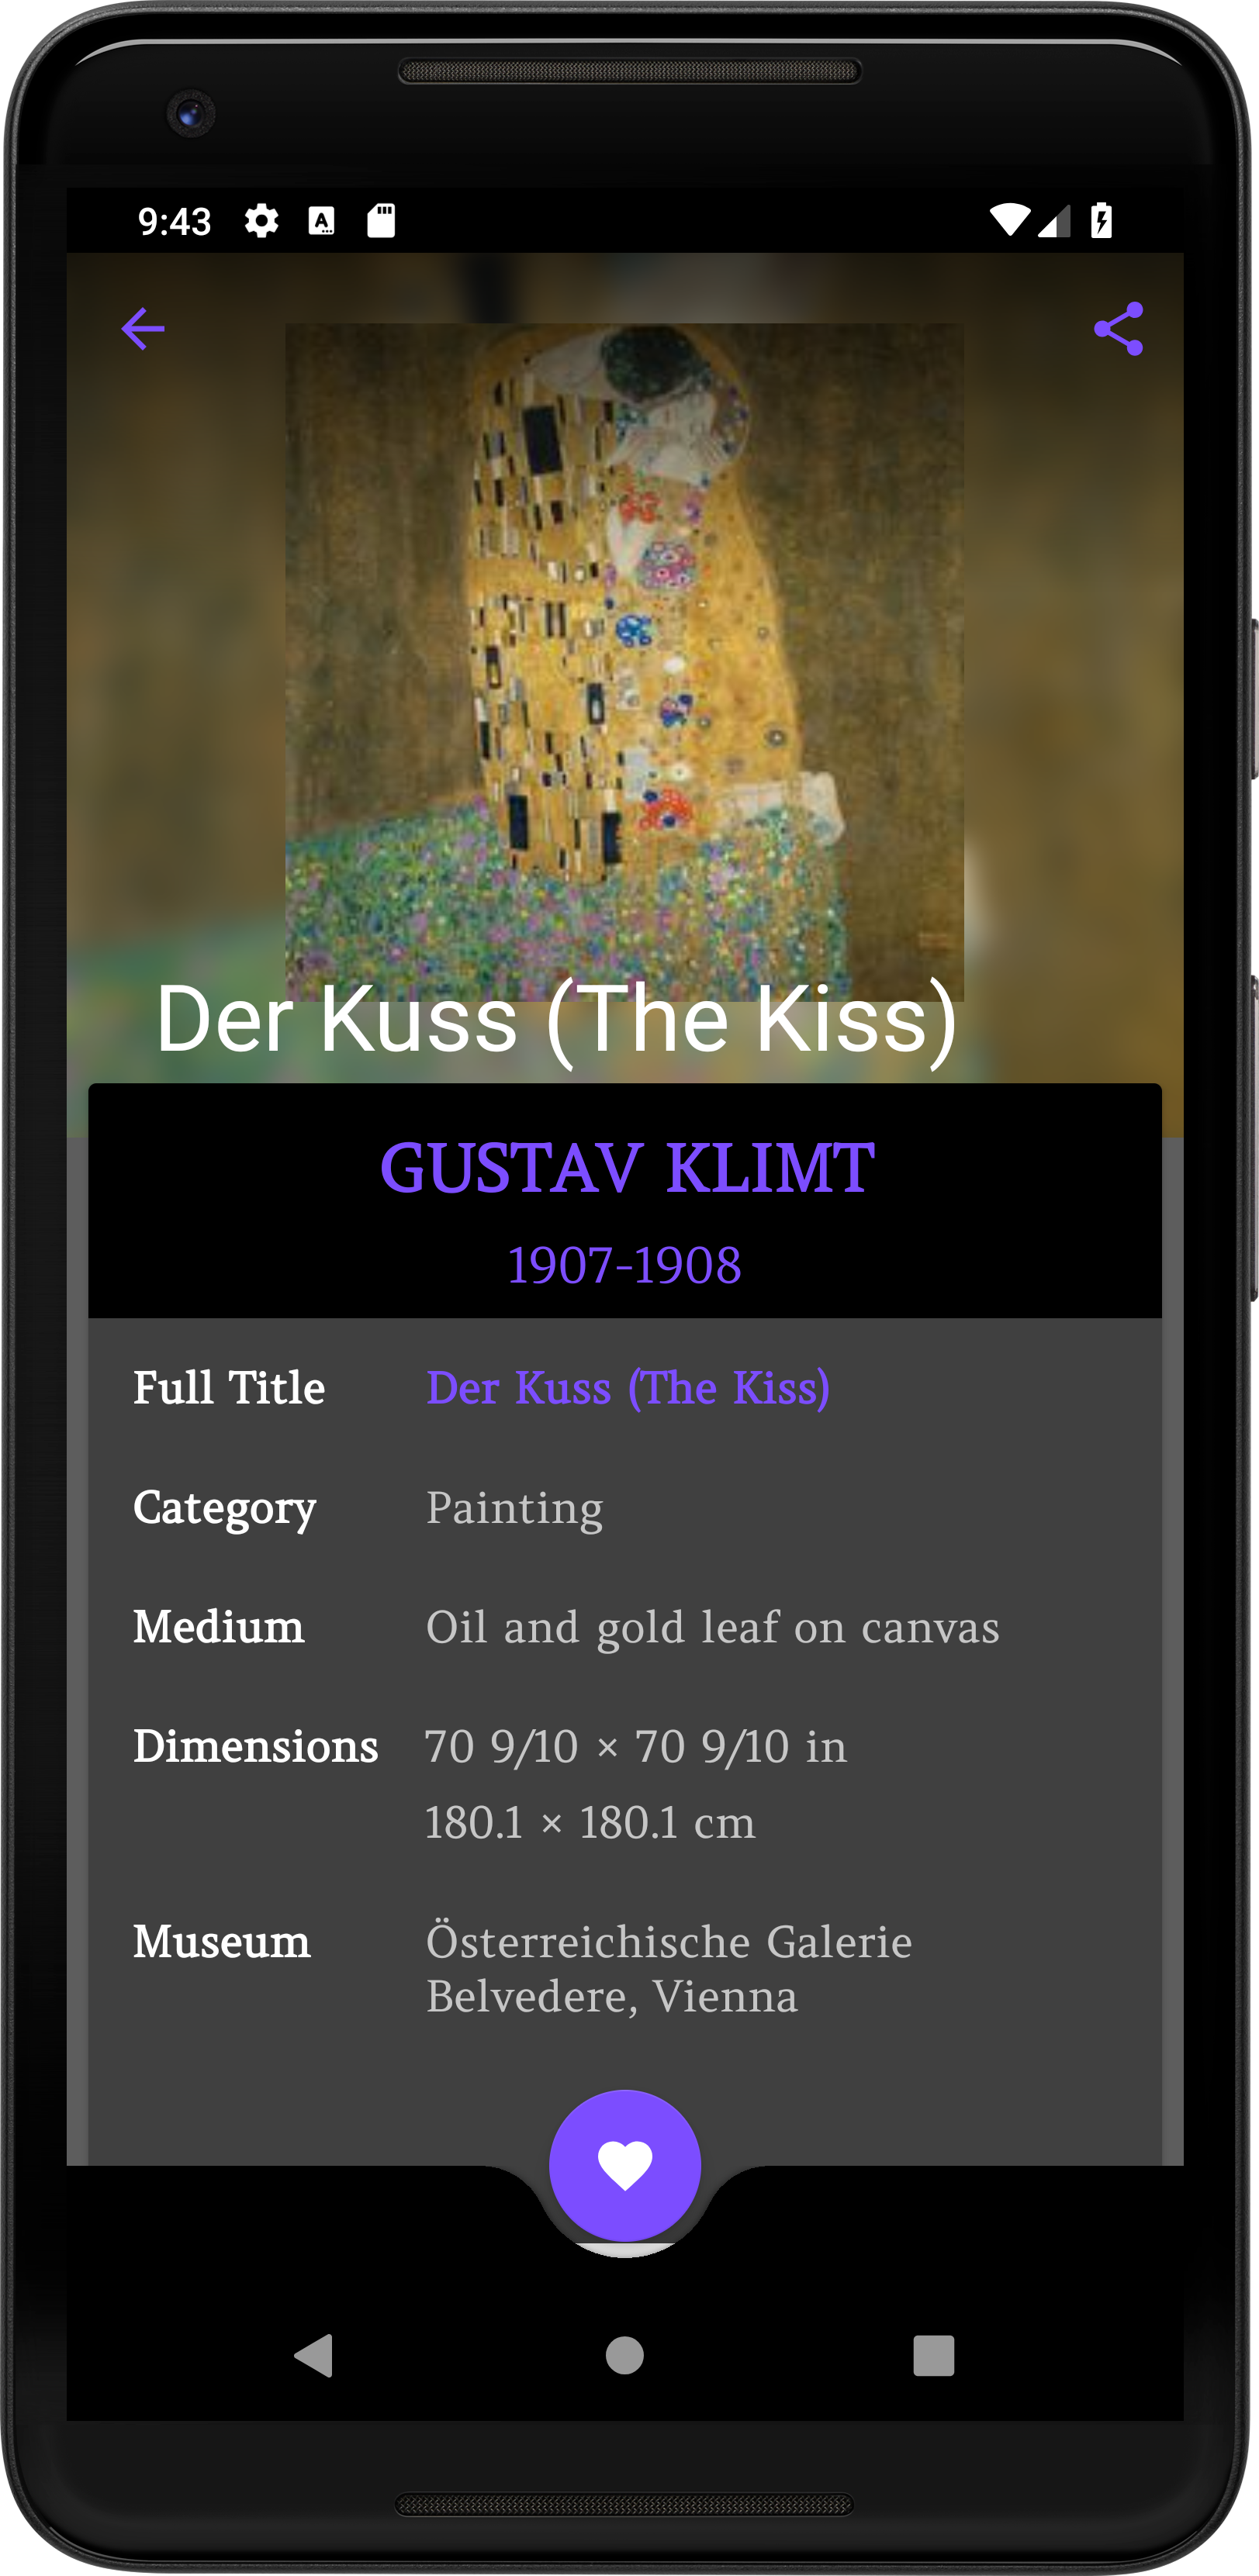 9:43
Der Kuss (The Kiss)
GUSTAV KLIMT
1907-1908
Full Title Der Kuss (The Kiss)
Category Painting
Medium Oil and gold leaf on canvas
Dimensions 70 9/10 × 70 9/10 in
180.1 × 180.1 cm
Museum Österreichische Galerie
Belvedere, Vienna